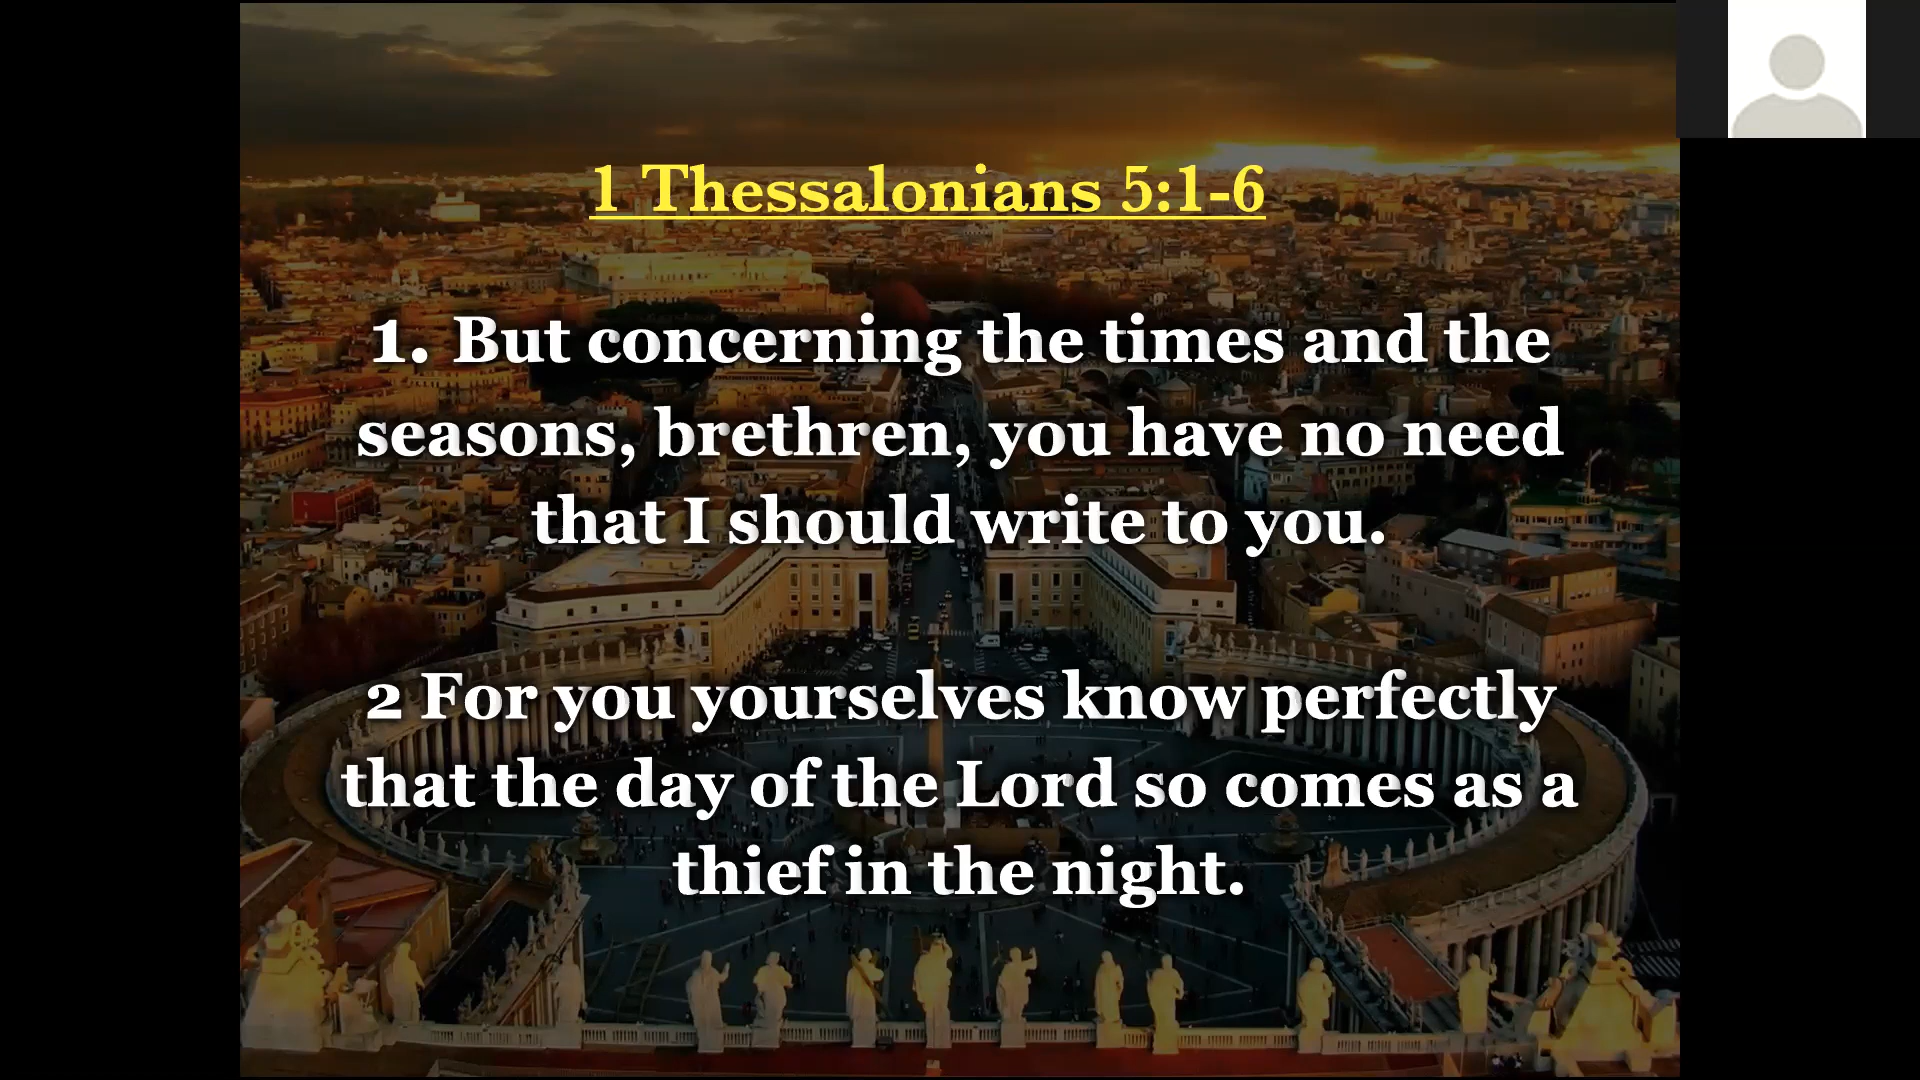 1 Thessalonians 5:1-6
1. But concerning the times and the
seasons, brethren, you have no need
that I should write to you.
2 For you yourselves know perfectly
that the day of the Lord so comes as a
thief in the night.